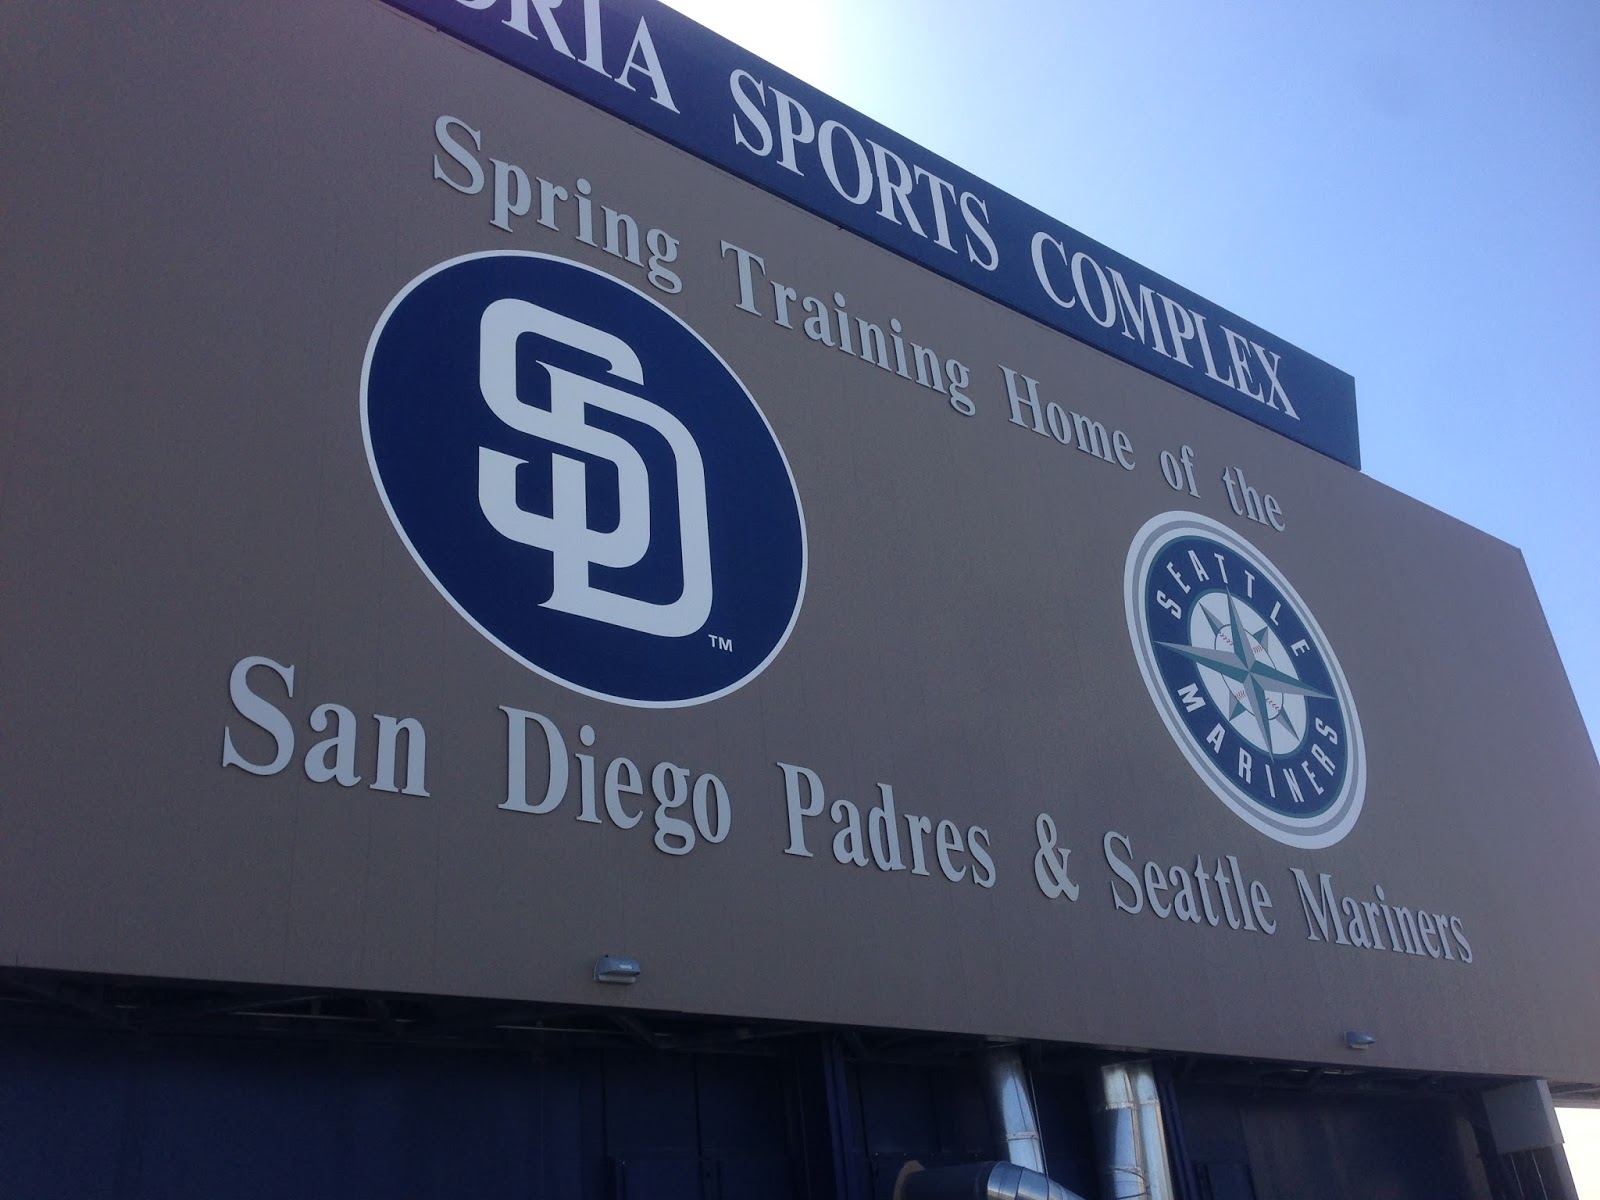 ORIA SPORTS COMPLEX
Spring Training Home of the
SD
TM
SEATTLE
MARINERS
San Diego Padres & Seattle Mariners